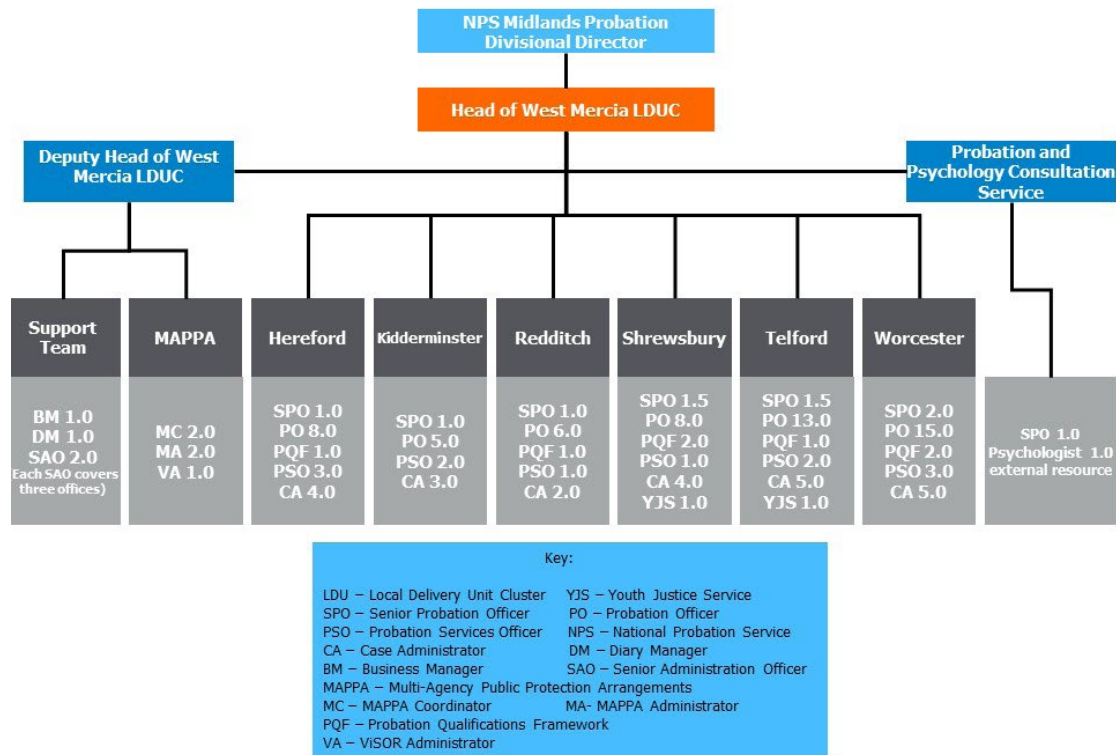 NPS Midlands Probation
Divisional Director
Head of West Mercia LDUC
Deputy Head of West
Mercia LDUC
Probation and
Psychology Consultation
Service
Support
Team
BM 1.0
DM 1.0
SAO 2.0
Each SAO covers
three offices)
MAPPA
MC 2.0
MA 2.0
VA 1.0
Hereford
SPO 1.0
PO 8.0
PQF 1.0
PSO 3.0
CA 4.0
Kidderminster
SPO 1.0
PO 5.0
PSO 2.0
CA 3.0
Redditch
SPO 1.0
PO 6.0
PQF 1.0
PSO 1.0
CA 2.0
Shrewsbury
SPO 1.5
PO 8.0
PQF 2.0
PSO 1.0
CA 4.0
YJS 1.0
Telford
SPO 1.5
PO 13.0
PQF 1.0
PSO 2.0
CA 5.0
YJS 1.0
Worcester
SPO 2.0
PO 15.0
PQF 2.0
PSO 3.0
CA 5.0
SPO 1.0
Psychologist 1.0
external resource
Key:
LDU – Local Delivery Unit Cluster YJS – Youth Justice Service
SPO – Senior Probation Officer PO – Probation Officer
PSO – Probation Services Officer NPS – National Probation Service
CA – Case Administrator DM – Diary Manager
BM – Business Manager SAO – Senior Administration Officer
MAPPA – Multi-Agency Public Protection Arrangements
MC – MAPPA Coordinator MA- MAPPA Administrator
PQF – Probation Qualifications Framework
VA – ViSOR Administrator